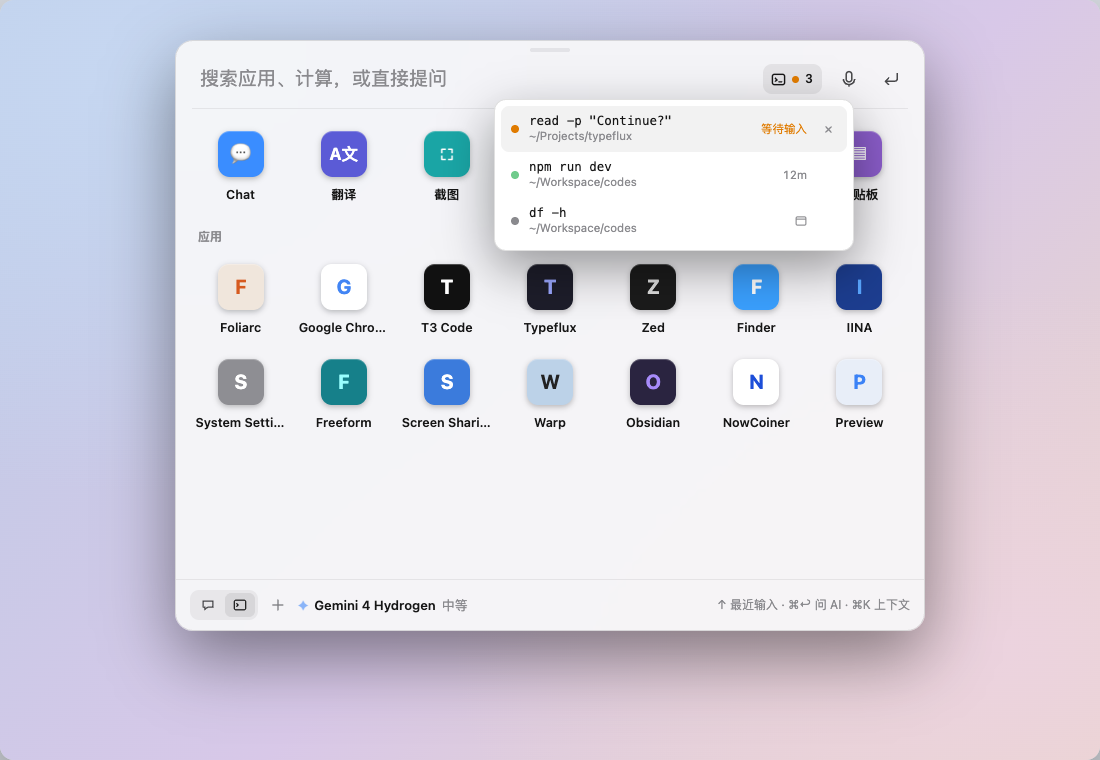 搜索应用、计算，或直接提问
3
read -p "Continue?"
~/Projects/typeflux
等待输入
npm run dev
~/Workspace/codes
12m
df -h
~/Workspace/codes
A文
Chat
翻译
截图
贴板
应用
F
G
T
T
Z
F
I
Foliarc
Google Chro...
T3 Code
Typeflux
Zed
Finder
IINA
S
F
S
W
O
N
P
System Setti...
Freeform
Screen Shari...
Warp
Obsidian
NowCoiner
Preview
Gemini 4 Hydrogen 中等
↑ 最近输入 · ⌘↩ 问 AI · ⌘K 上下文